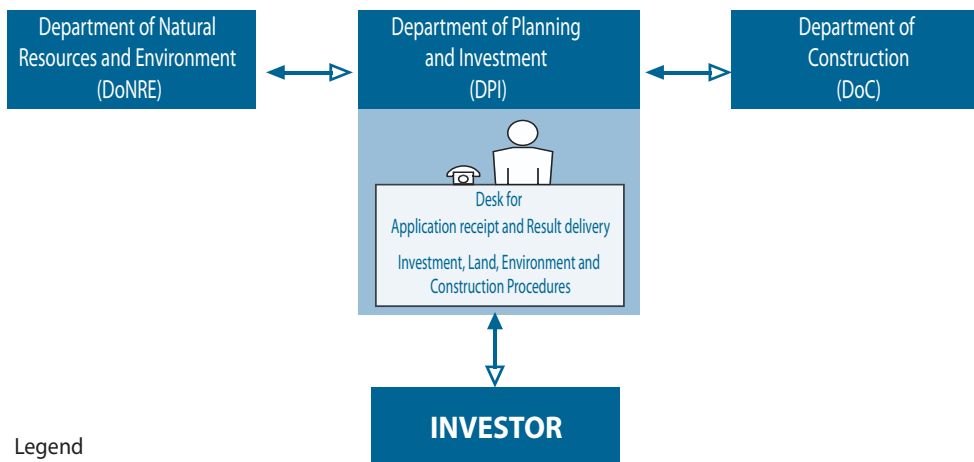 Department of Natural
Resources and Environment
(DoNRE)
Department of Planning
and Investment
(DPI)
Department of
Construction
(DoC)
Desk for
Application receipt and Result delivery
Investment, Land, Environment and
Construction Procedures
INVESTOR
Legend